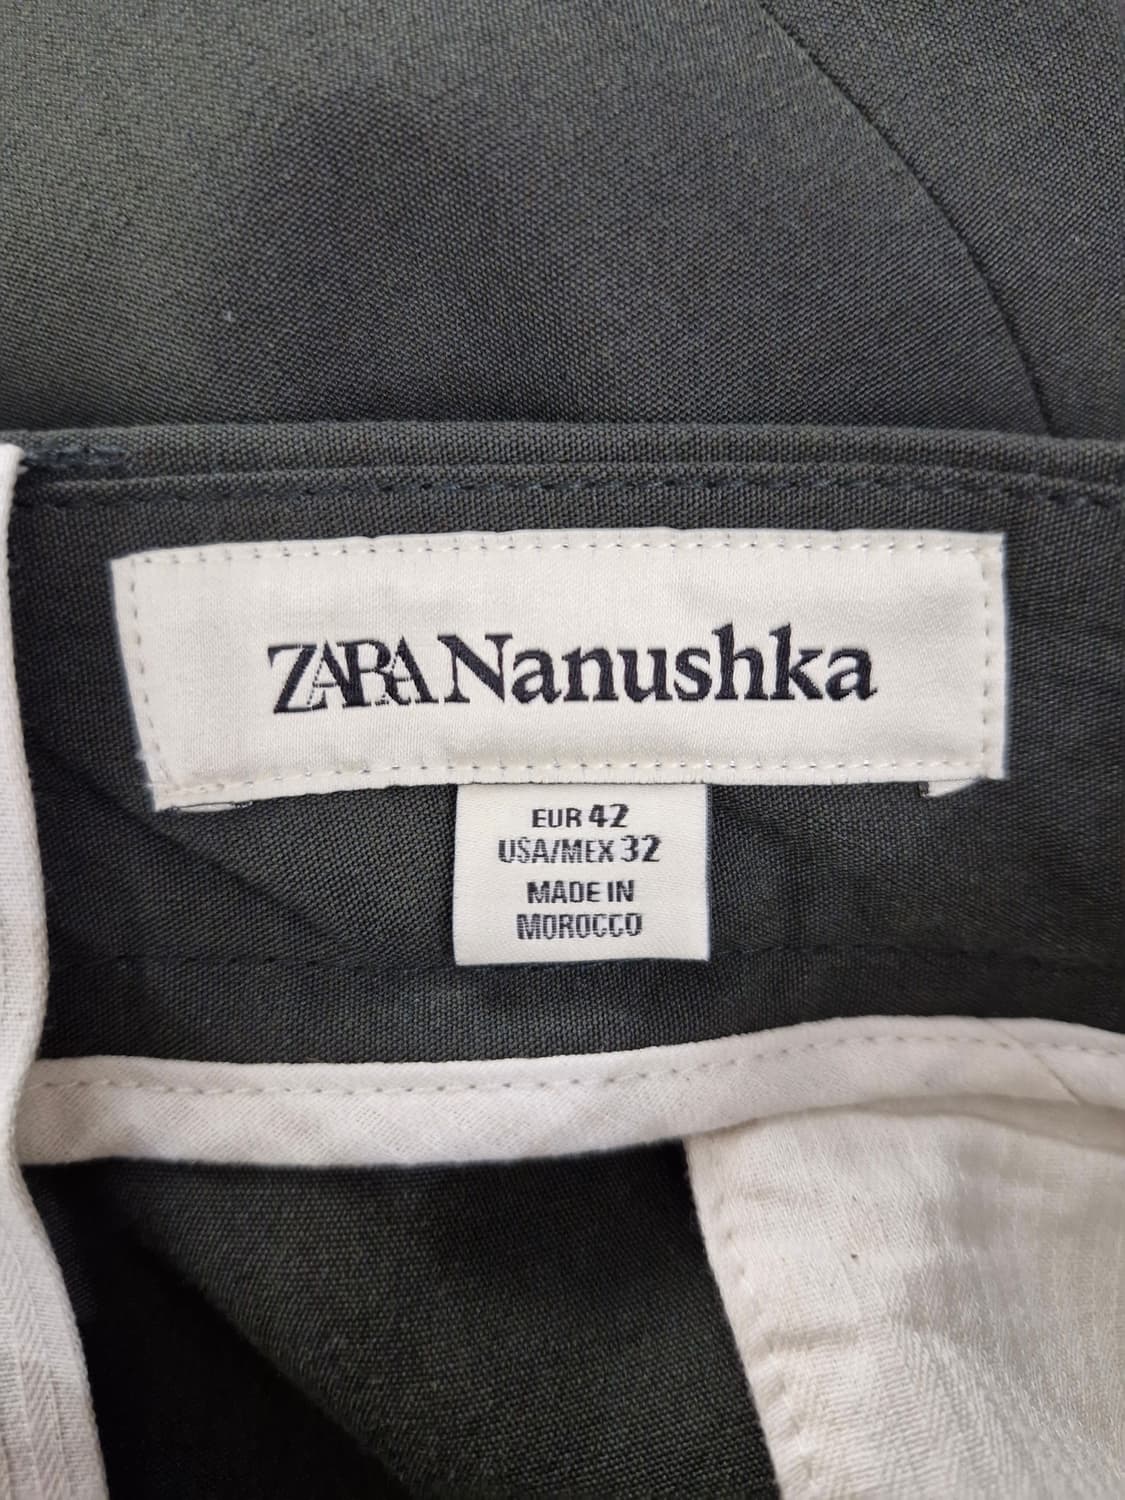 ZARA Nanushka
EUR 42
USA/MEX 32
MADE IN
MOROCCO